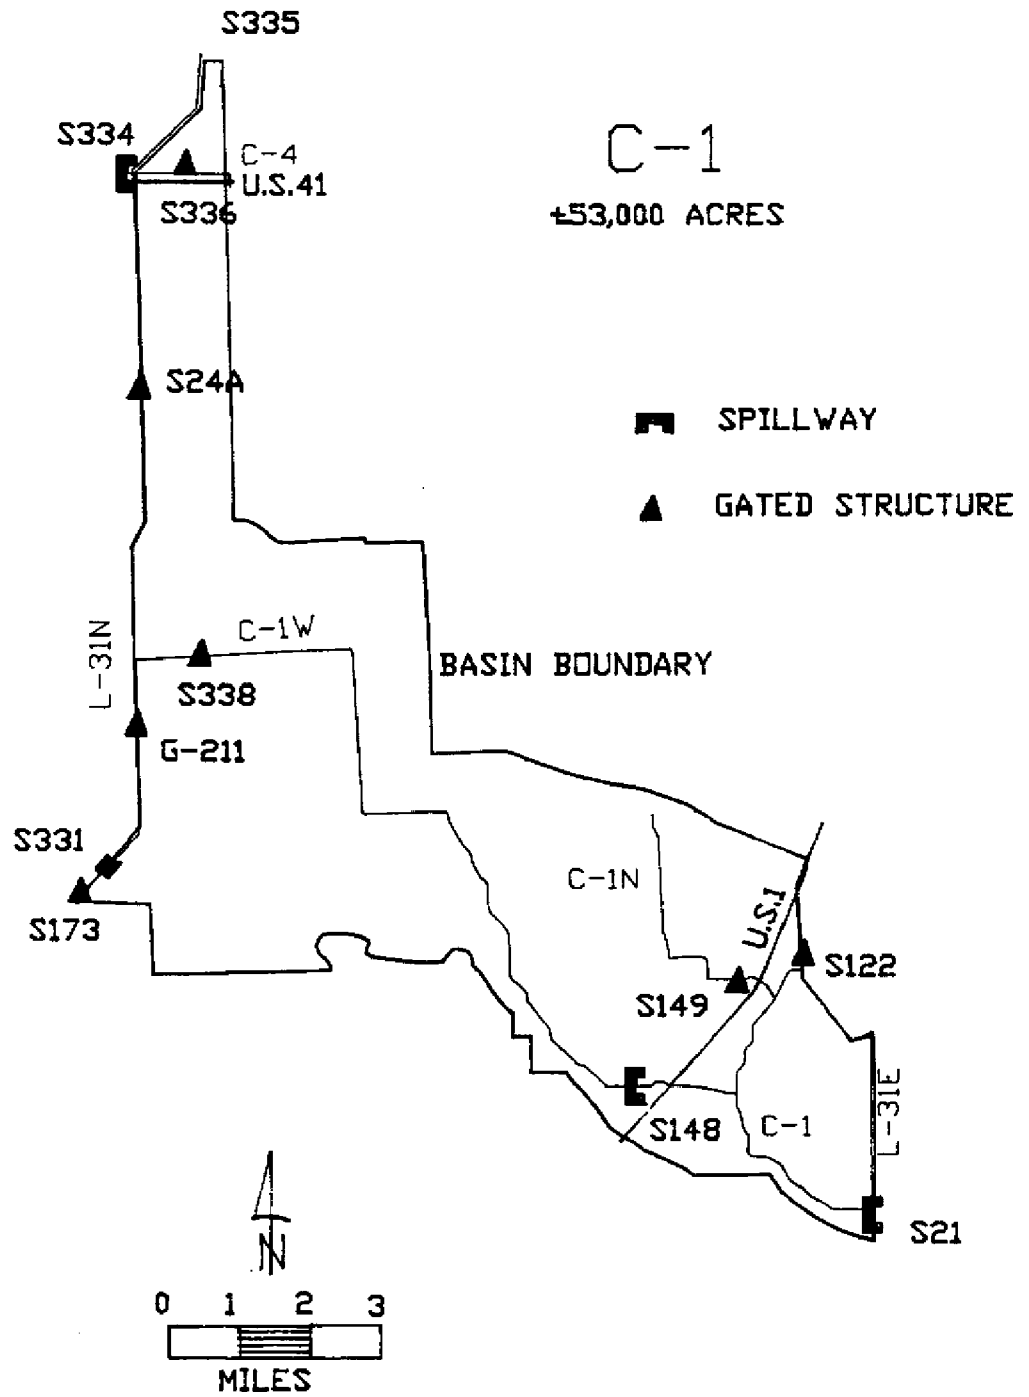 S335
C-1
±53,000 ACRES
S334
C-4
U.S.41
S336
S24A
SPILLWAY
GATED STRUCTURE
L-31N
C-1W
S338
BASIN BOUNDARY
G-211
S331
S173
C-1N
U.S.1
S122
S149
L-31E
S148
C-1
S21
N
0 1 2 3
MILES